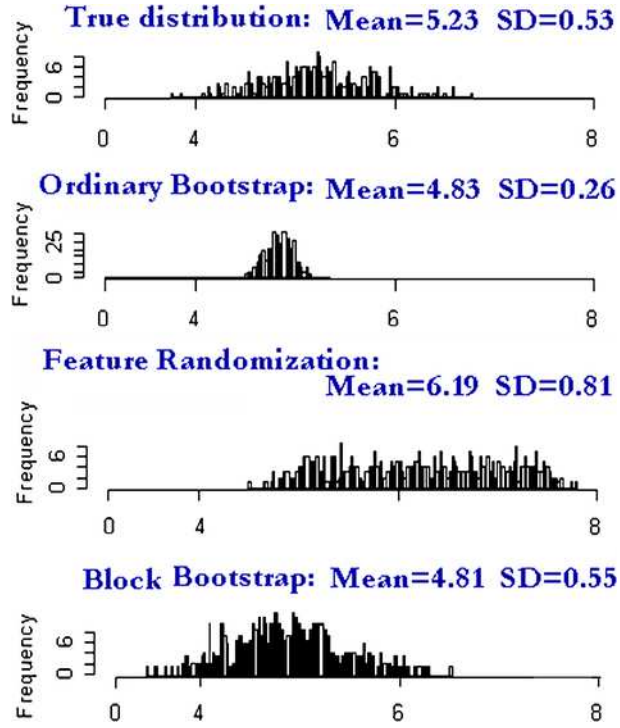 True distribution: Mean=5.23 SD=0.53
Frequency
0 6
0 4 6 8
Ordinary Bootstrap: Mean=4.83 SD=0.26
Frequency
0 25
0 4 6 8
Feature Randomization:
Mean=6.19 SD=0.81
Frequency
0 6
0 4 6 8
Block Bootstrap: Mean=4.81 SD=0.55
Frequency
0 6
0 4 6 8